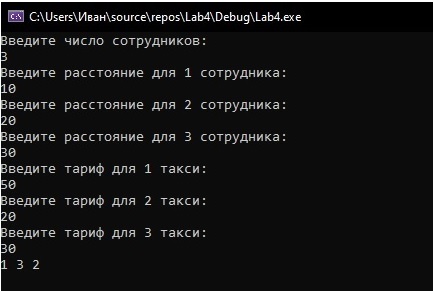 C:\Users\Иван\source\repos\Lab4\Debug\Lab4.exe
Введите число сотрудников:
3
Введите расстояние для 1 сотрудника:
10
Введите расстояние для 2 сотрудника:
20
Введите расстояние для 3 сотрудника:
30
Введите тариф для 1 такси:
50
Введите тариф для 2 такси:
20
Введите тариф для 3 такси:
30
1 3 2